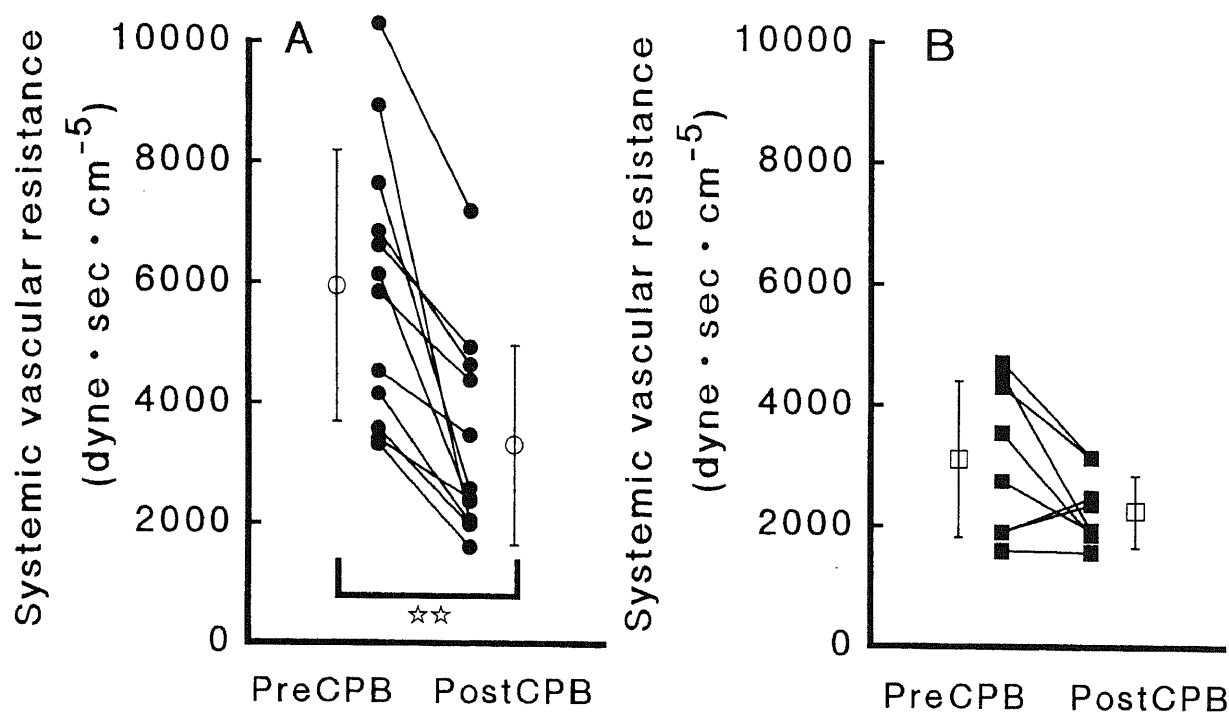 Systemic vascular resistance
(dyne · sec · cm⁻⁵)
A
10000
8000
6000
4000
2000
0
☆☆
PreCPB PostCPB
Systemic vascular resistance
(dyne · sec · cm⁻⁵)
B
10000
8000
6000
4000
2000
0
PreCPB PostCPB